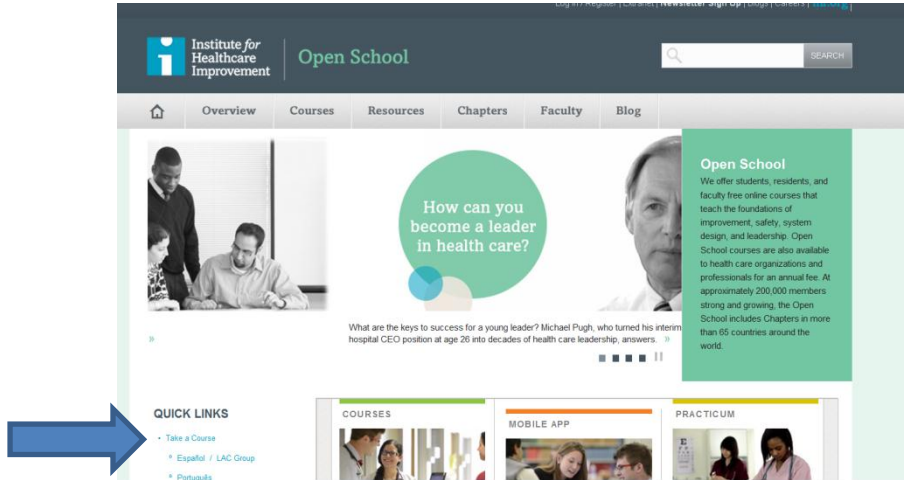 Log In / Register | Extranet | Newsletter Sign Up | Blogs | Careers | ihi.org |
Institute for
Healthcare
Improvement
Open School
SEARCH
Overview Courses Resources Chapters Faculty Blog
How can you
become a leader
in health care?
What are the keys to success for a young leader? Michael Pugh, who turned his interim
hospital CEO position at age 26 into decades of health care leadership, answers. »
»
Open School
We offer students, residents, and
faculty free online courses that
teach the foundations of
improvement, safety, system
design, and leadership. Open
School courses are also available
to health care organizations and
professionals for an annual fee. At
approximately 200,000 members
strong and growing, the Open
School includes Chapters in more
than 65 countries around the
world.
QUICK LINKS
Take a Course
Español / LAC Group
Português
COURSES
MOBILE APP
PRACTICUM